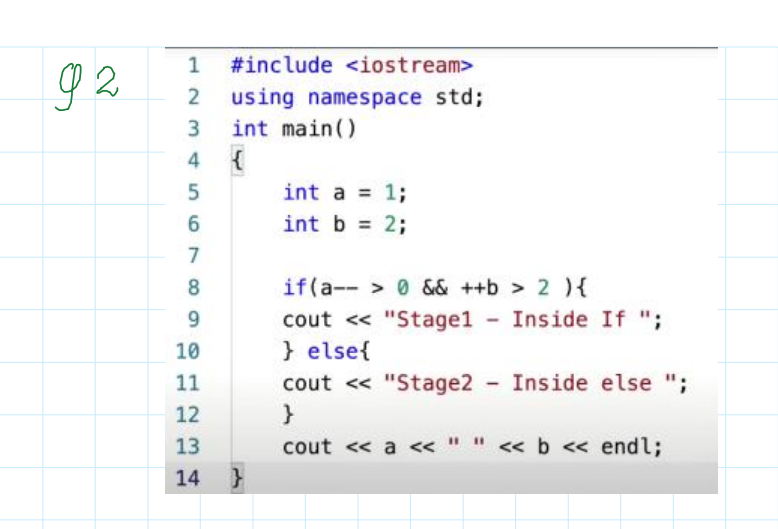 Q2
1 #include <iostream>
2 using namespace std;
3 int main()
4 {
5     int a = 1;
6     int b = 2;
7
8     if(a-- > 0 && ++b > 2 ){
9     cout << "Stage1 – Inside If ";
10     } else{
11     cout << "Stage2 – Inside else ";
12     }
13     cout << a << " " << b << endl;
14 }